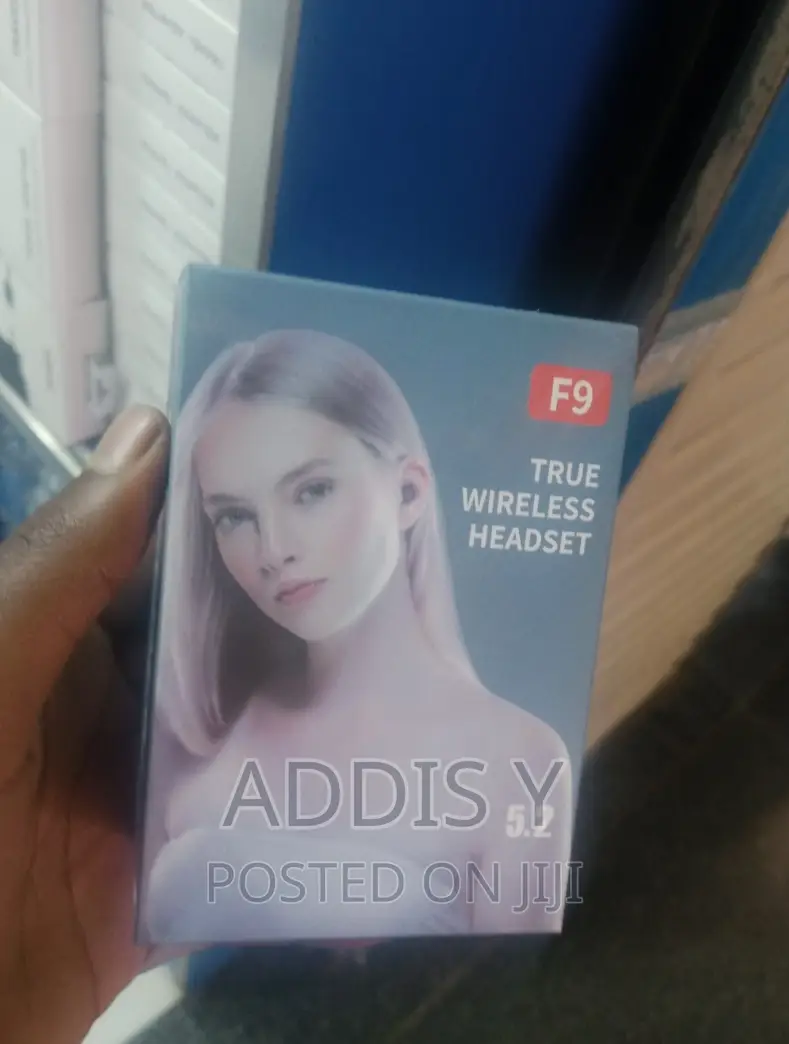 F9
TRUE
WIRELESS
HEADSET
5.2
ADDIS Y
POSTED ON JIJI